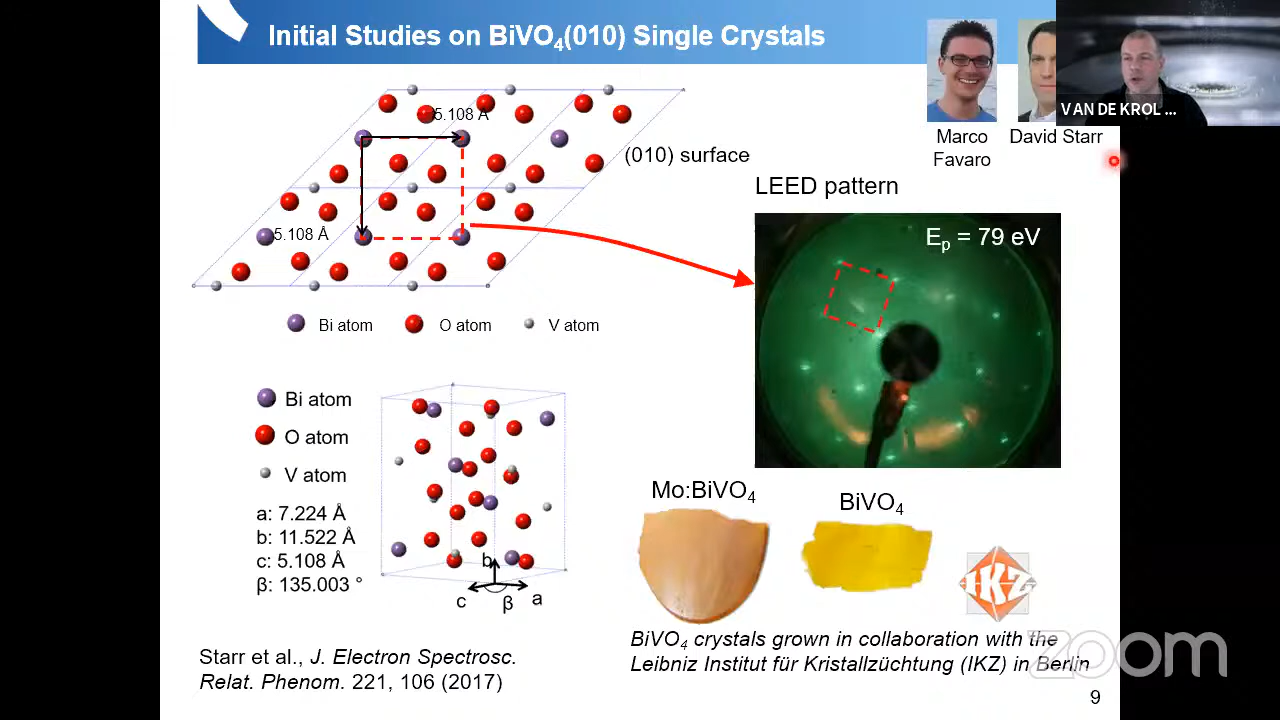 Initial Studies on BiVO4(010) Single Crystals
VAN DE KROL ...
Marco
Favaro
David Starr
5.108 Å
(010) surface
5.108 Å
Bi atom
O atom
V atom
LEED pattern
Ep = 79 eV
Bi atom
O atom
V atom
a: 7.224 Å
b: 11.522 Å
c: 5.108 Å
β: 135.003 °
b
c
β
a
Mo:BiVO4
BiVO4
IKZ
BiVO4 crystals grown in collaboration with the
Leibniz Institut für Kristallzüchtung (IKZ) in Berlin
Starr et al., J. Electron Spectrosc.
Relat. Phenom. 221, 106 (2017)
zoom
9